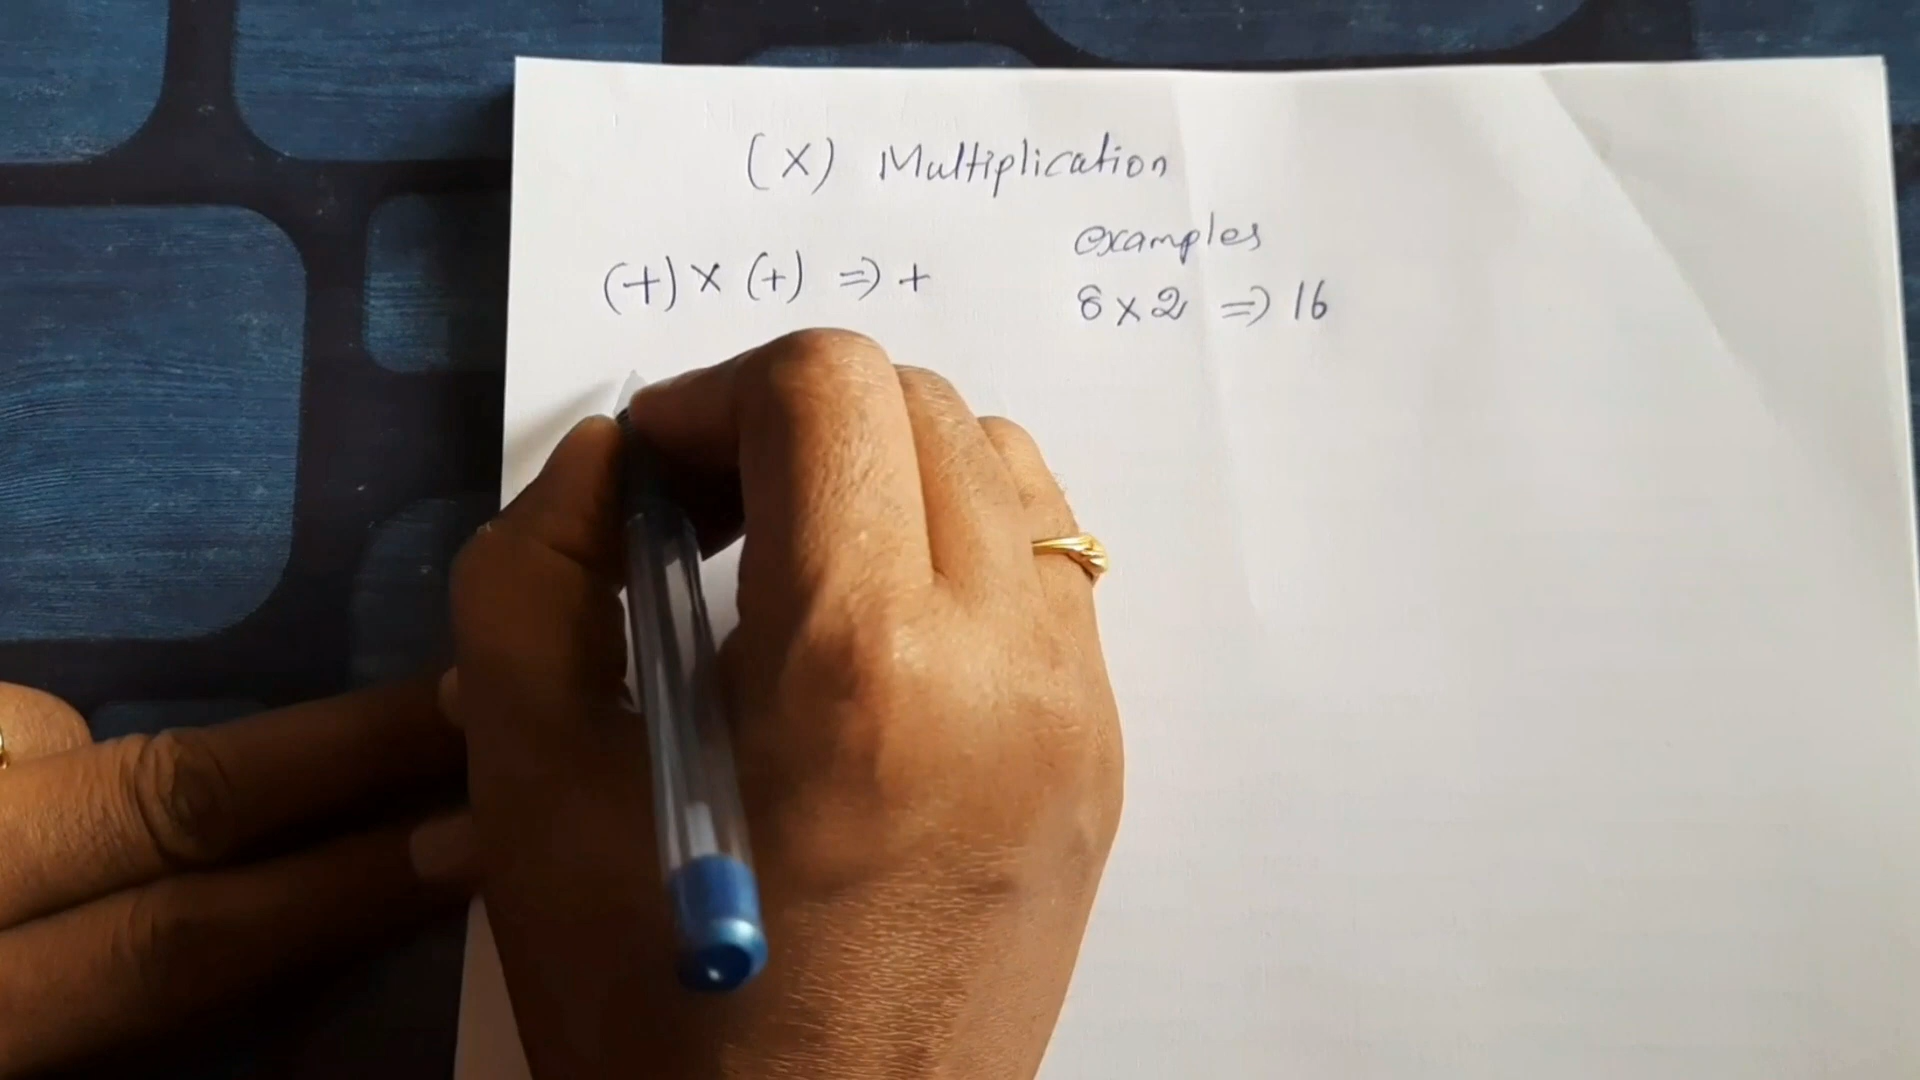 (X) Multiplication
examples
(+) × (+) ⇒ +
8 × 2 ⇒ 16